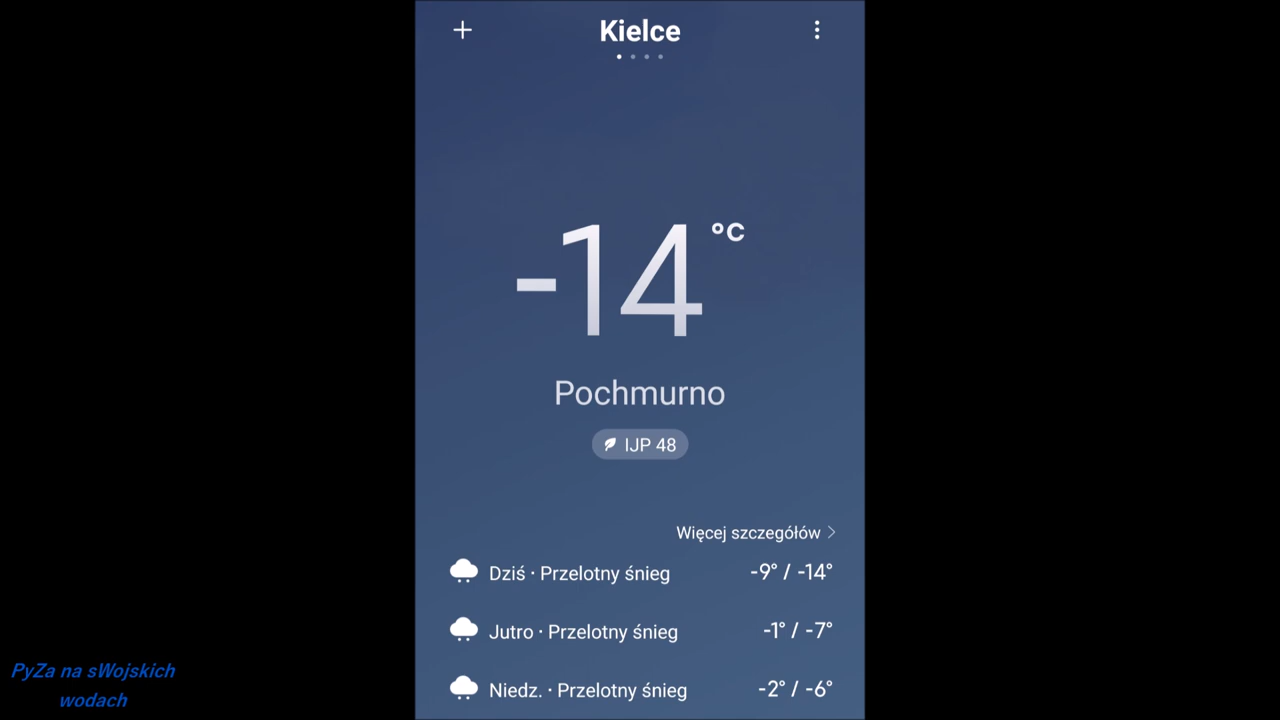 Kielce
-14 °C
Pochmurno
IJP 48
Więcej szczegółów
Dziś · Przelotny śnieg -9° / -14°
Jutro · Przelotny śnieg -1° / -7°
Niedz. · Przelotny śnieg -2° / -6°
PyZa na sWojskich
wodach